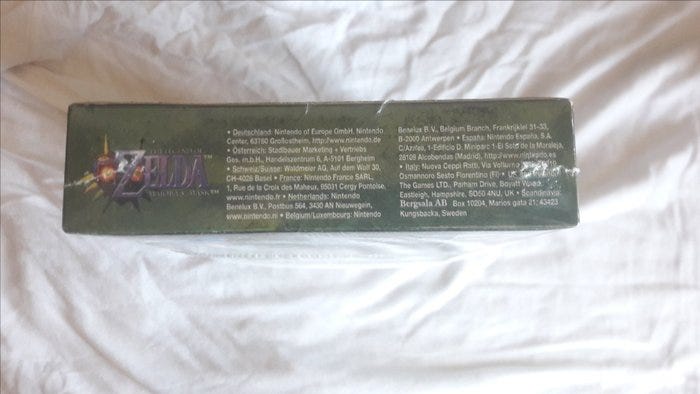 THE LEGEND OF
ZELDA
MAJORA'S MASK
• Deutschland: Nintendo of Europe GmbH, Nintendo
Center, 63760 Großostheim, http://www.nintendo.de
• Österreich: Stadlbauer Marketing + Vertriebs
Ges. m.b.H., Handelszentrum 6, A-5101 Bergheim
• Schweiz/Suisse: Waldmeier AG, Auf dem Wolf 30,
CH-4028 Basel • France: Nintendo France SARL,
1, Rue de la Croix des Maheux, 95031 Cergy Pontoise,
www.nintendo.fr • Netherlands: Nintendo
Benelux B.V., Postbus 564, 3430 AN Nieuwegein,
www.nintendo.nl • Belgium/Luxembourg: Nintendo
Benelux B.V., Belgium Branch, Frankrijklei 31-33,
B-2000 Antwerpen • España: Nintendo España, S.A.
C/Azalea, 1-Edificio D. Miniparc 1-El Soto de la Moraleja,
28109 Alcobendas (Madrid), http://www.nintendo.es
• Italy: Nuova Ceppi Ratti, Via Volturno
Osmannoro Sesto Fiorentino (FI) • UK
The Games LTD., Parham Drive, Boyatt Wood,
Eastleigh, Hampshire, SO50 4NU, UK • Scandinavia:
Bergsala AB Box 10204, Marios gata 21, 43423
Kungsbacka, Sweden